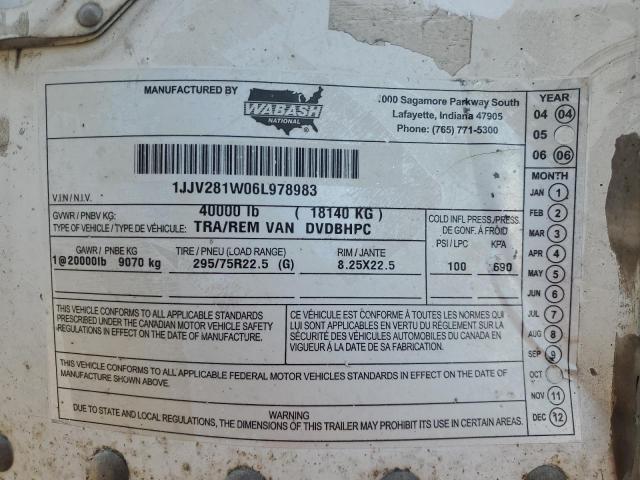 MANUFACTURED BY
WABASH
NATIONAL
000 Sagamore Parkway South
Lafayette, Indiana 47905
Phone: (765) 771-5300
1JJV281W06L978983
V.I.N/N.I.V.
GVWR / PNBV KG: 40000 lb ( 18140 KG )
TYPE OF VEHICLE / TYPE DE VÉHICULE: TRA/REM VAN DVDBHPC
COLD INFL PRESS./PRESS.
DE GONF. À FROID
PSI / LPC KPA
GAWR / PNBE KG TIRE / PNEU (LOAD RANGE) RIM / JANTE
1@20000lb 9070 kg 295/75R22.5 (G) 8.25X22.5 100 690
THIS VEHICLE CONFORMS TO ALL APPLICABLE STANDARDS
PRESCRIBED UNDER THE CANADIAN MOTOR VEHICLE SAFETY
REGULATIONS IN EFFECT ON THE DATE OF MANUFACTURE.
CE VÉHICULE EST CONFORME À TOUTES LES NORMES QUI
LUI SONT APPLICABLES EN VERTU DU RÈGLEMENT SUR LA
SÉCURITÉ DES VÉHICULES AUTOMOBILES DU CANADA EN
VIGUEUR À LA DATE DE SA FABRICATION.
THIS VEHICLE CONFORMS TO ALL APPLICABLE FEDERAL MOTOR VEHICLES STANDARDS IN EFFECT ON THE DATE OF
MANUFACTURE SHOWN ABOVE.
WARNING
DUE TO STATE AND LOCAL REGULATIONS, THE DIMENSIONS OF THIS TRAILER MAY PROHIBIT ITS USE IN CERTAIN AREAS.
YEAR
04 04
05
06 06
MONTH
JAN 1
FEB 2
MAR 3
APR 4
MAY 5
JUN 6
JUL 7
AUG 8
SEP 9
OCT
NOV 11
DEC 12